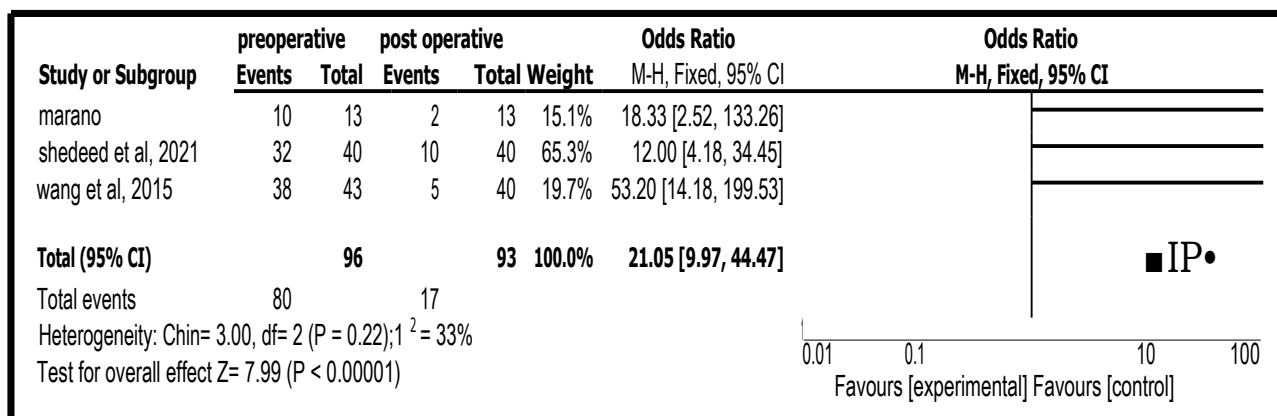 preoperative post operative Odds Ratio Odds Ratio
Study or Subgroup Events Total Events Total Weight M-H, Fixed, 95% CI M-H, Fixed, 95% CI
marano 10 13 2 13 15.1% 18.33 [2.52, 133.26]
shedeed et al, 2021 32 40 10 40 65.3% 12.00 [4.18, 34.45]
wang et al, 2015 38 43 5 40 19.7% 53.20 [14.18, 199.53]
Total (95% CI) 96 93 100.0% 21.05 [9.97, 44.47] ■IP•
Total events 80 17
Heterogeneity: Chin= 3.00, df= 2 (P = 0.22);1 ² = 33%
Test for overall effect Z= 7.99 (P < 0.00001)
0.01 0.1 10 100
Favours [experimental] Favours [control]